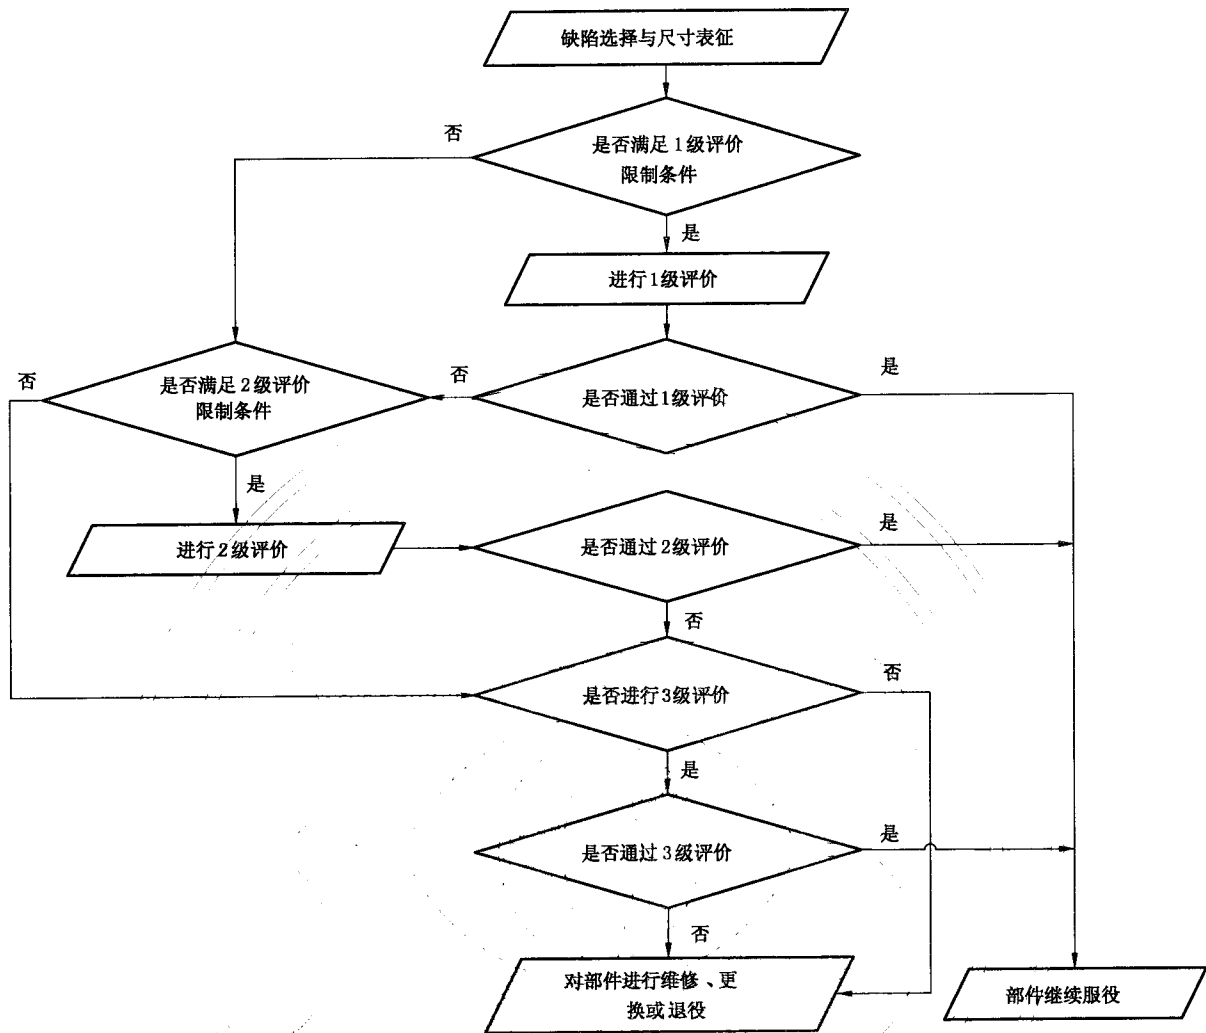 缺陷选择与尺寸表征
否
是否满足1级评价
限制条件
是
进行1级评价
否
是否满足2级评价
限制条件
否
是否通过1级评价
是
是
进行2级评价
是否通过2级评价
是
否
是否进行3级评价
否
是
是否通过3级评价
是
否
对部件进行维修、更
换或退役
部件继续服役